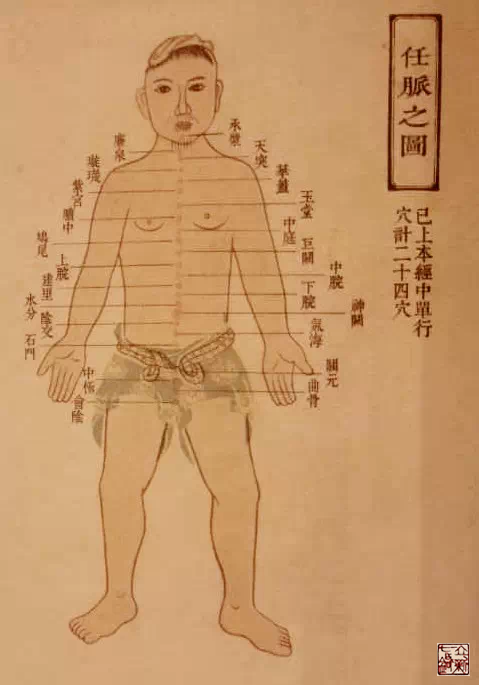 任脈之圖
已上本經中單行
穴計二十四穴
承漿
廉泉
天突
璇璣
華蓋
紫宮
玉堂
膻中
中庭
鳩尾
巨闕
上脘
中脘
建里
下脘
水分
神闕
陰交
氣海
石門
關元
中極
曲骨
會陰